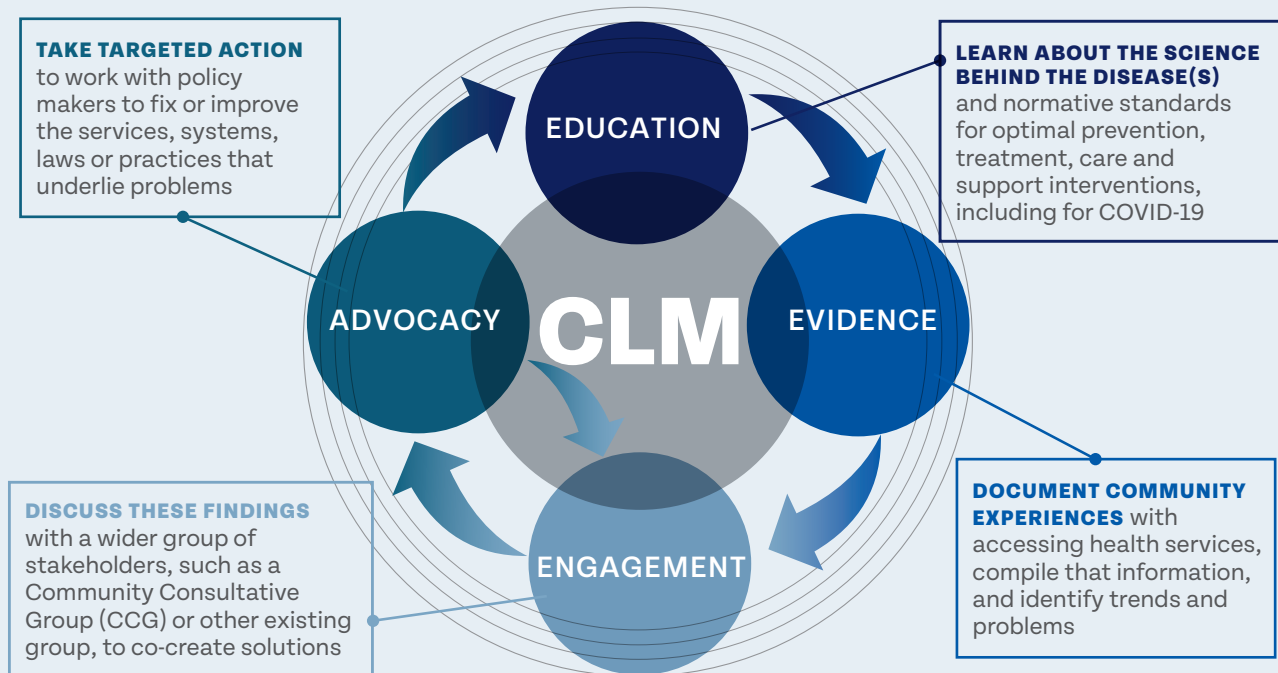 TAKE TARGETED ACTION
to work with policy
makers to fix or improve
the services, systems,
laws or practices that
underlie problems
EDUCATION
LEARN ABOUT THE SCIENCE
BEHIND THE DISEASE(S)
and normative standards
for optimal prevention,
treatment, care and
support interventions,
including for COVID-19
ADVOCACY
CLM
EVIDENCE
DISCUSS THESE FINDINGS
with a wider group of
stakeholders, such as a
Community Consultative
Group (CCG) or other existing
group, to co-create solutions
ENGAGEMENT
DOCUMENT COMMUNITY
EXPERIENCES with
accessing health services,
compile that information,
and identify trends and
problems